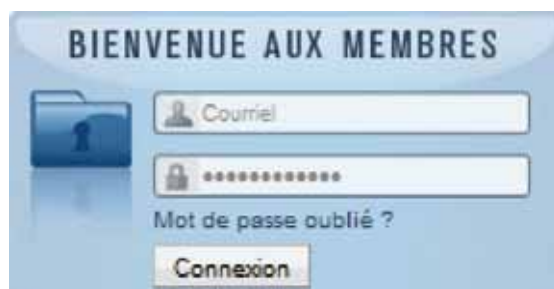 BIENVENUE AUX MEMBRES
Courriel
••••••••••••
Mot de passe oublié ?
Connexion